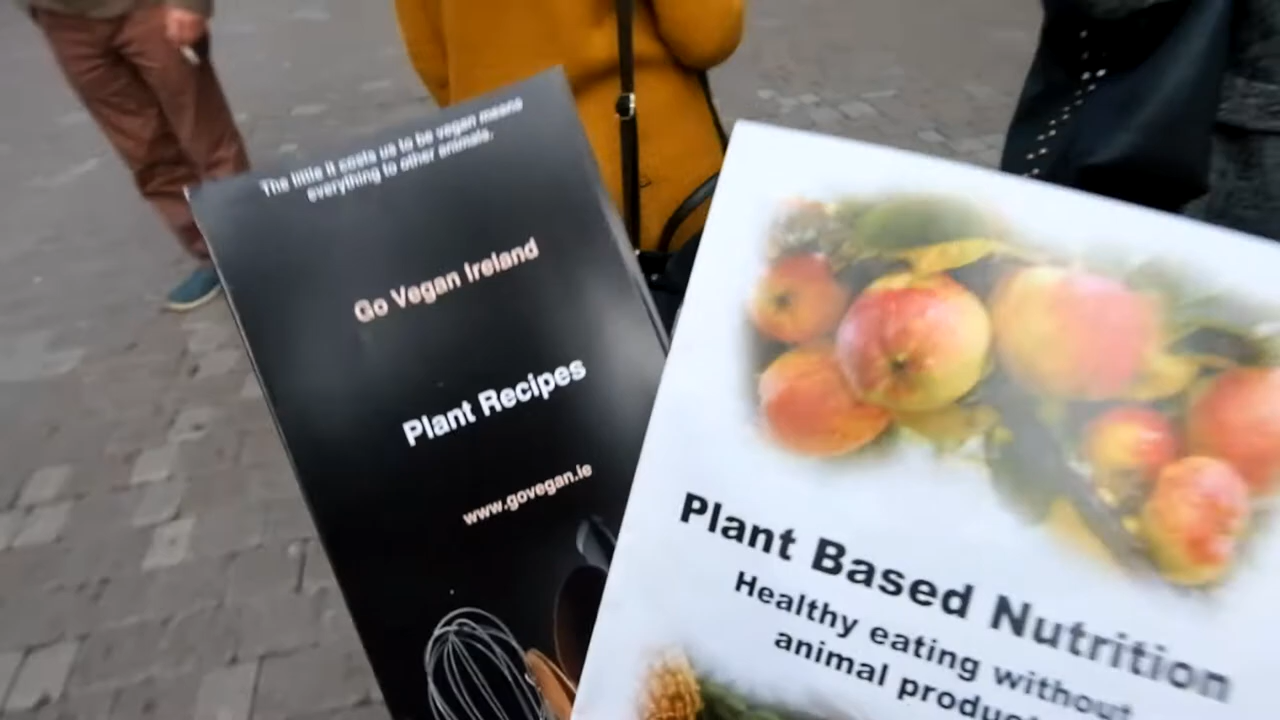 The little it costs us to be vegan means
everything to other animals.
Go Vegan Ireland
Plant Recipes
www.govegan.ie
Plant Based Nutrition
Healthy eating without
animal produc